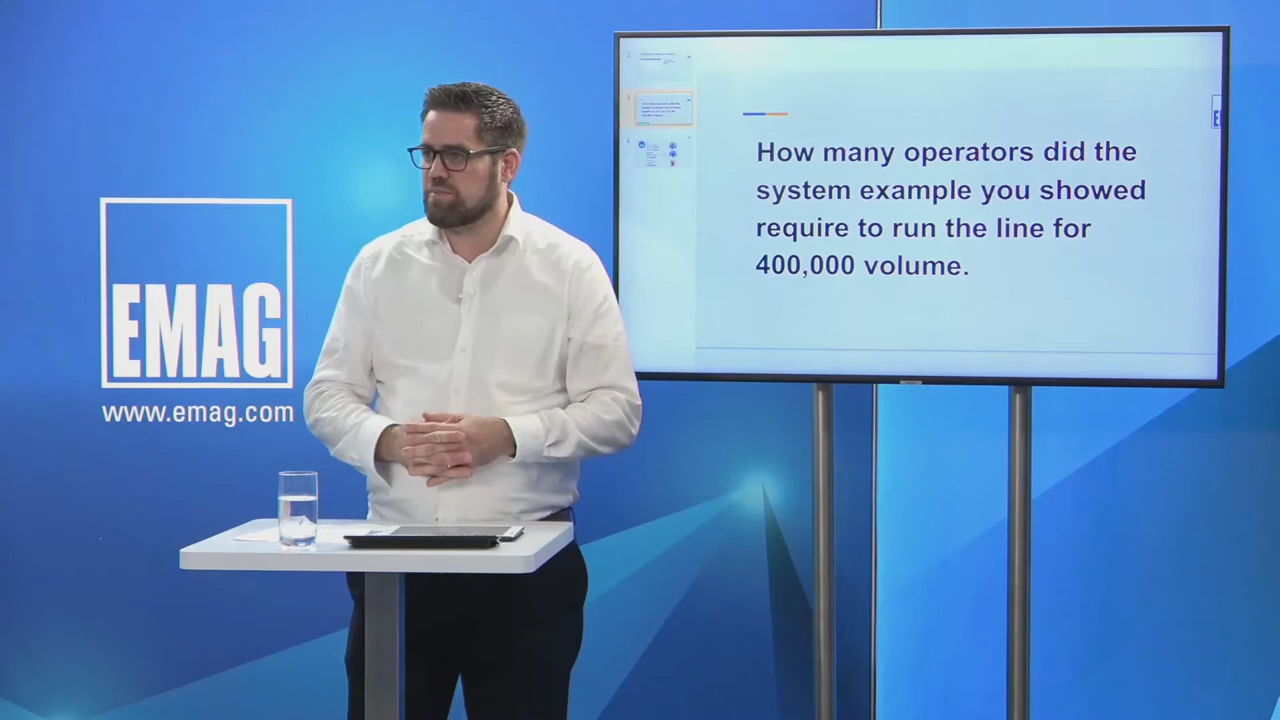 EMAG
www.emag.com
How many operators did the
system example you showed
require to run the line for
400,000 volume.